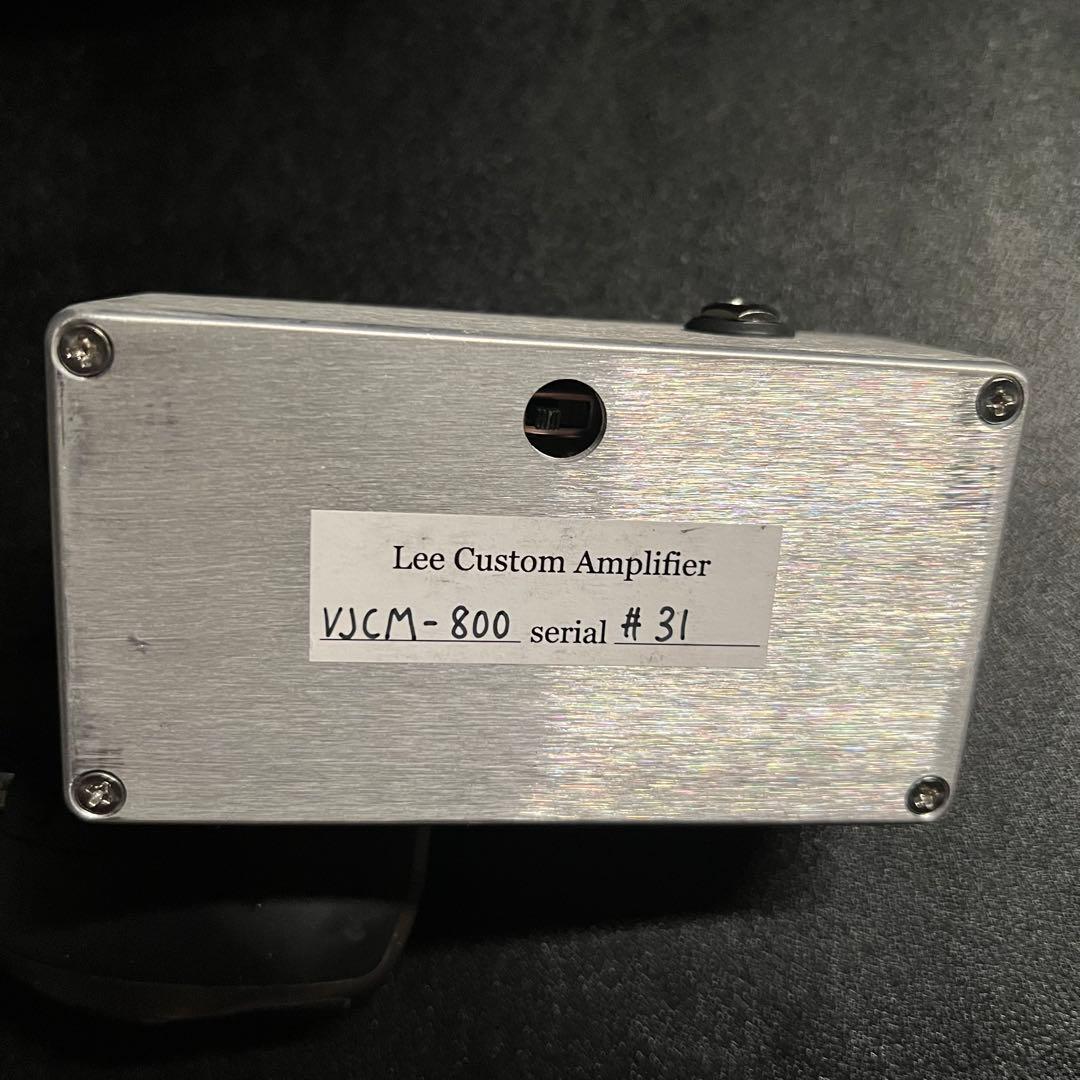 Lee Custom Amplifier
VJCM-800 serial #31